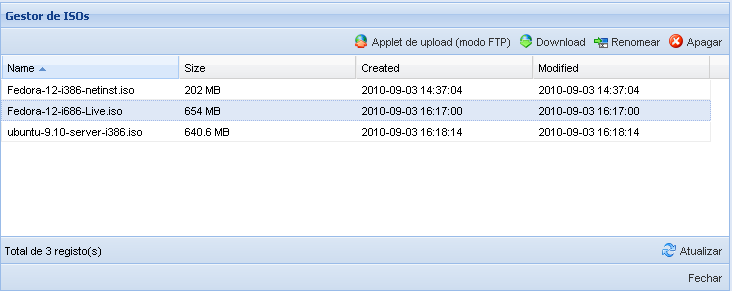 Gestor de ISOs
Applet de upload (modo FTP) Download Renomear Apagar
Name Size Created Modified
Fedora-12-i386-netinst.iso 202 MB 2010-09-03 14:37:04 2010-09-03 14:37:04
Fedora-12-i686-Live.iso 654 MB 2010-09-03 16:17:00 2010-09-03 16:17:00
ubuntu-9.10-server-i386.iso 640.6 MB 2010-09-03 16:18:14 2010-09-03 16:18:14
Total de 3 registo(s) Atualizar
Fechar